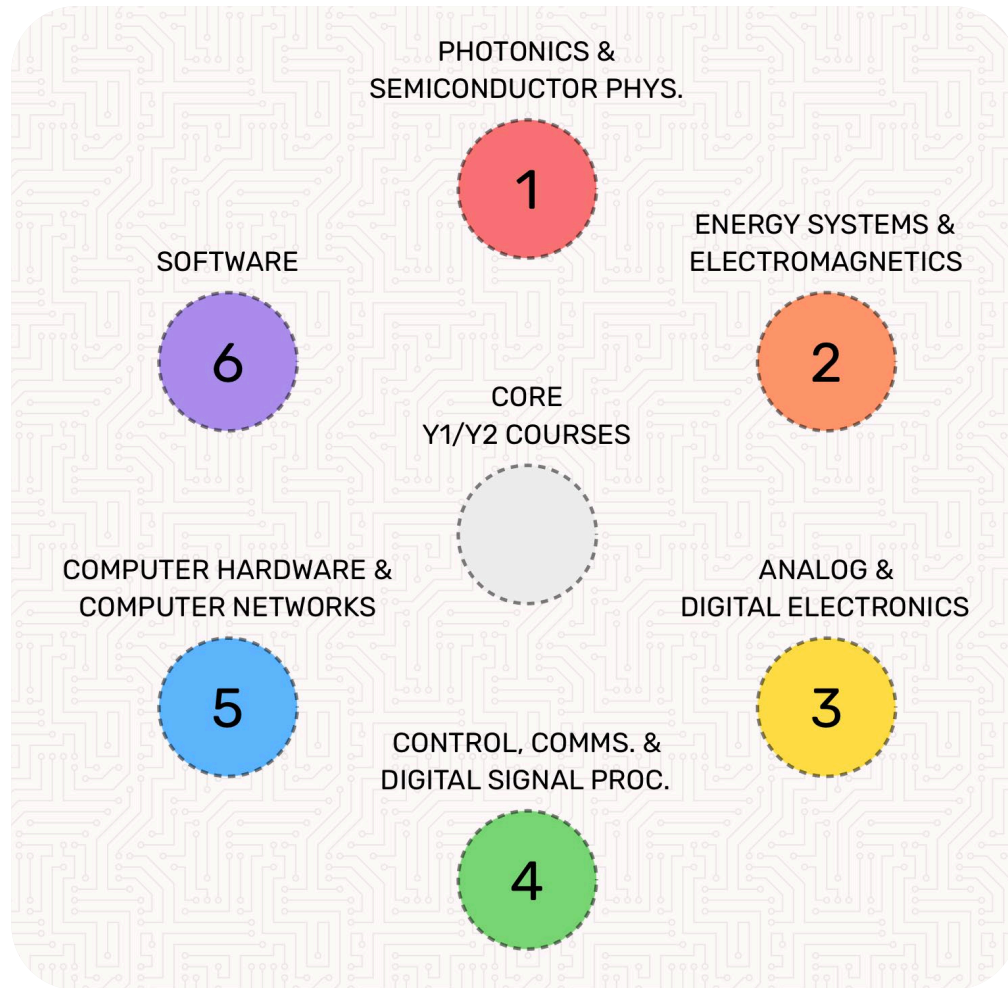 PHOTONICS &
SEMICONDUCTOR PHYS.
1
ENERGY SYSTEMS &
ELECTROMAGNETICS
2
SOFTWARE
6
CORE
Y1/Y2 COURSES
COMPUTER HARDWARE &
COMPUTER NETWORKS
5
ANALOG &
DIGITAL ELECTRONICS
3
CONTROL, COMMS. &
DIGITAL SIGNAL PROC.
4